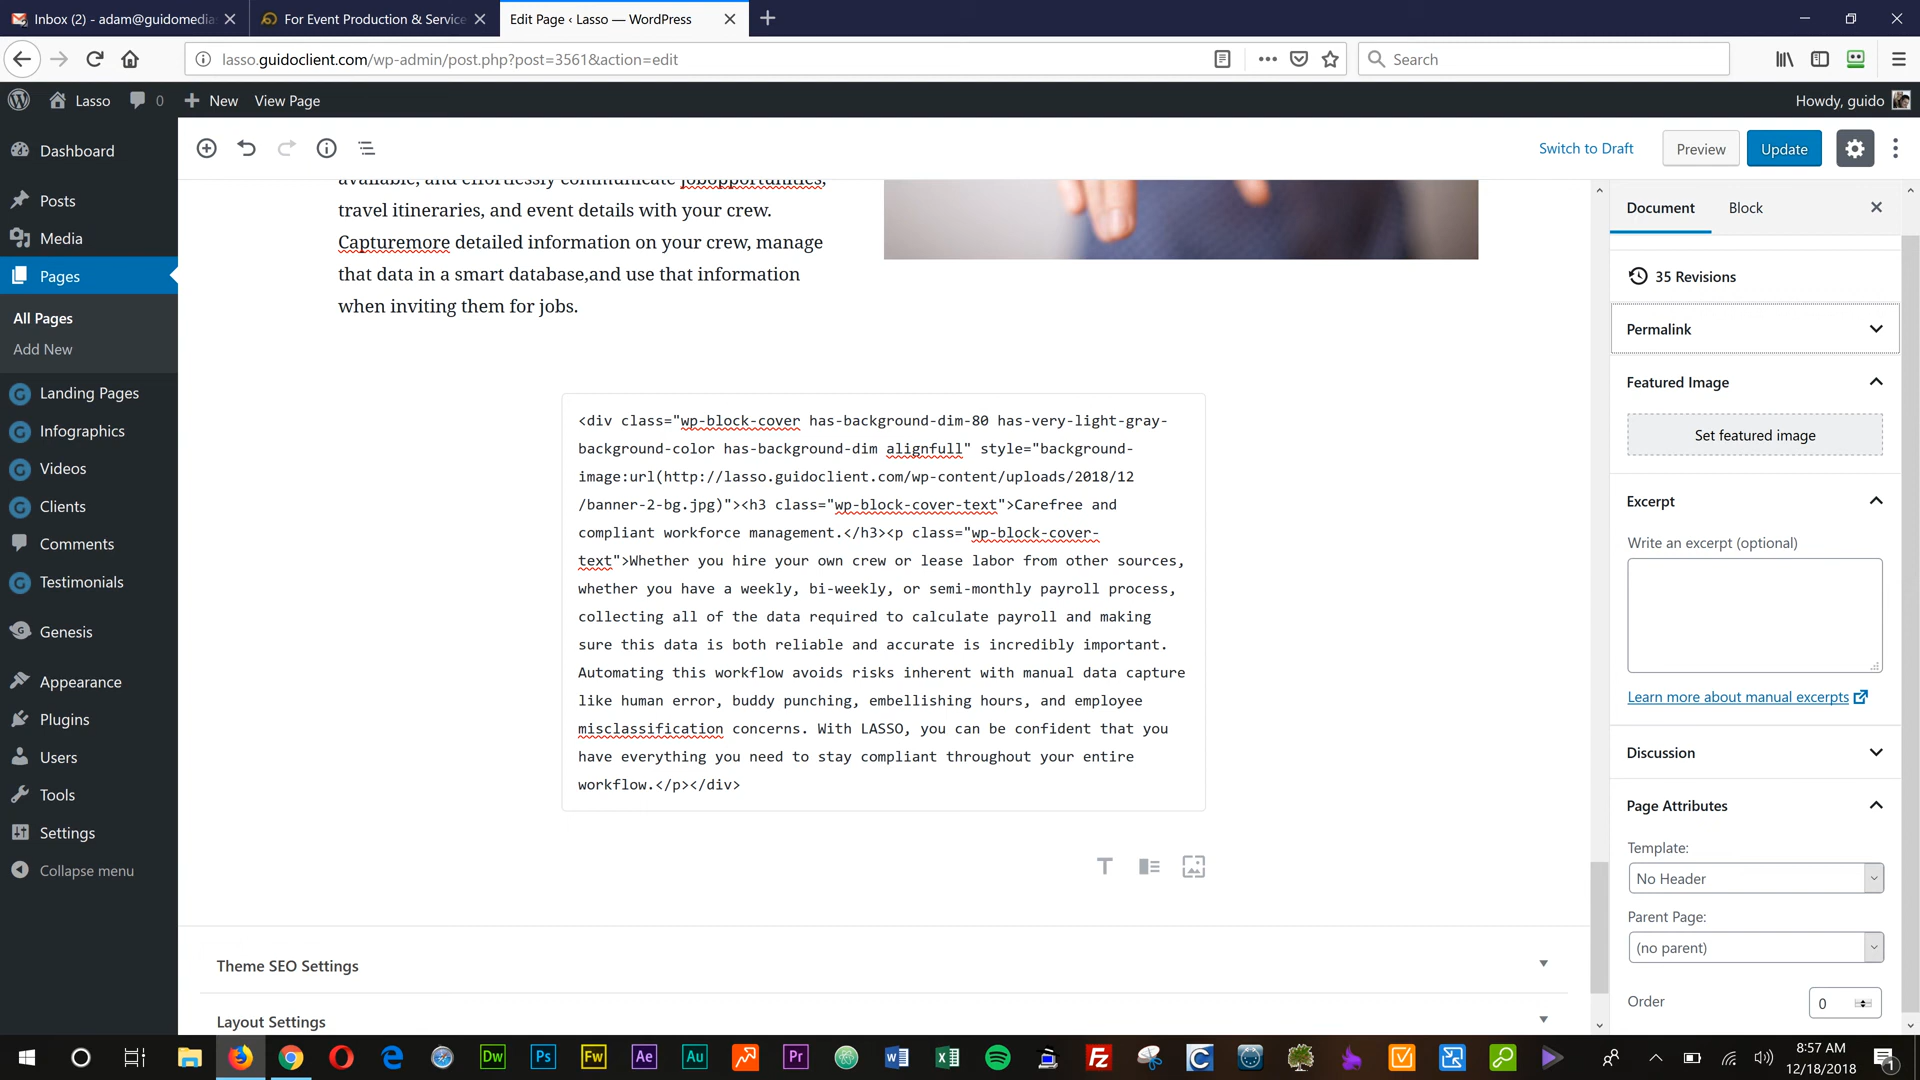 Inbox (2) - adam@guidomedia
For Event Production & Service
Edit Page ‹ Lasso — WordPress
lasso.guidoclient.com/wp-admin/post.php?post=3561&action=edit
Search
Lasso
0
New
View Page
Howdy, guido
Dashboard
Posts
Media
Pages
All Pages
Add New
Landing Pages
Infographics
Videos
Clients
Comments
Testimonials
Genesis
Appearance
Plugins
Users
Tools
Settings
Collapse menu
Switch to Draft
Preview
Update
available, and effortlessly communicate jobopportunities,
travel itineraries, and event details with your crew.
Capturemore detailed information on your crew, manage
that data in a smart database,and use that information
when inviting them for jobs.
<div class="wp-block-cover has-background-dim-80 has-very-light-gray-
background-color has-background-dim alignfull" style="background-
image:url(http://lasso.guidoclient.com/wp-content/uploads/2018/12
/banner-2-bg.jpg)"><h3 class="wp-block-cover-text">Carefree and
compliant workforce management.</h3><p class="wp-block-cover-
text">Whether you hire your own crew or lease labor from other sources,
whether you have a weekly, bi-weekly, or semi-monthly payroll process,
collecting all of the data required to calculate payroll and making
sure this data is both reliable and accurate is incredibly important.
Automating this workflow avoids risks inherent with manual data capture
like human error, buddy punching, embellishing hours, and employee
misclassification concerns. With LASSO, you can be confident that you
have everything you need to stay compliant throughout your entire
workflow.</p></div>
Theme SEO Settings
Layout Settings
Document
Block
35 Revisions
Permalink
Featured Image
Set featured image
Excerpt
Write an excerpt (optional)
Learn more about manual excerpts
Discussion
Page Attributes
Template:
No Header
Parent Page:
(no parent)
Order
0
Dw
Ps
Fw
Ae
Au
Pr
8:57 AM
12/18/2018
1